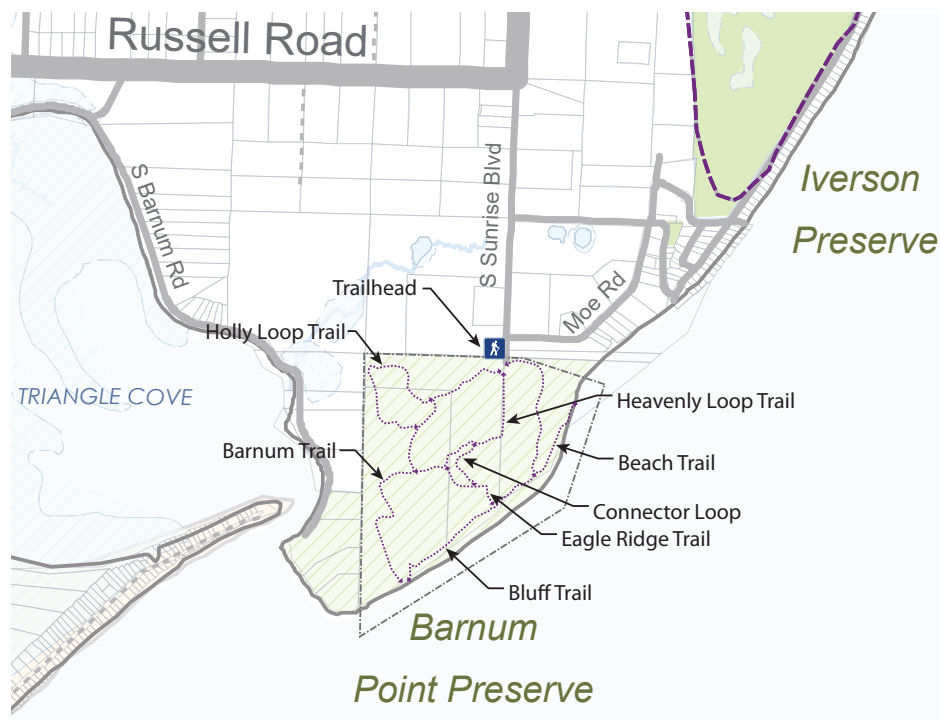 Russell Road
S Barnum Rd
S Sunrise Blvd
Iverson
Preserve
Trailhead
Moe Rd
Holly Loop Trail
TRIANGLE COVE
Heavenly Loop Trail
Barnum Trail
Beach Trail
Connector Loop
Eagle Ridge Trail
Bluff Trail
Barnum
Point Preserve